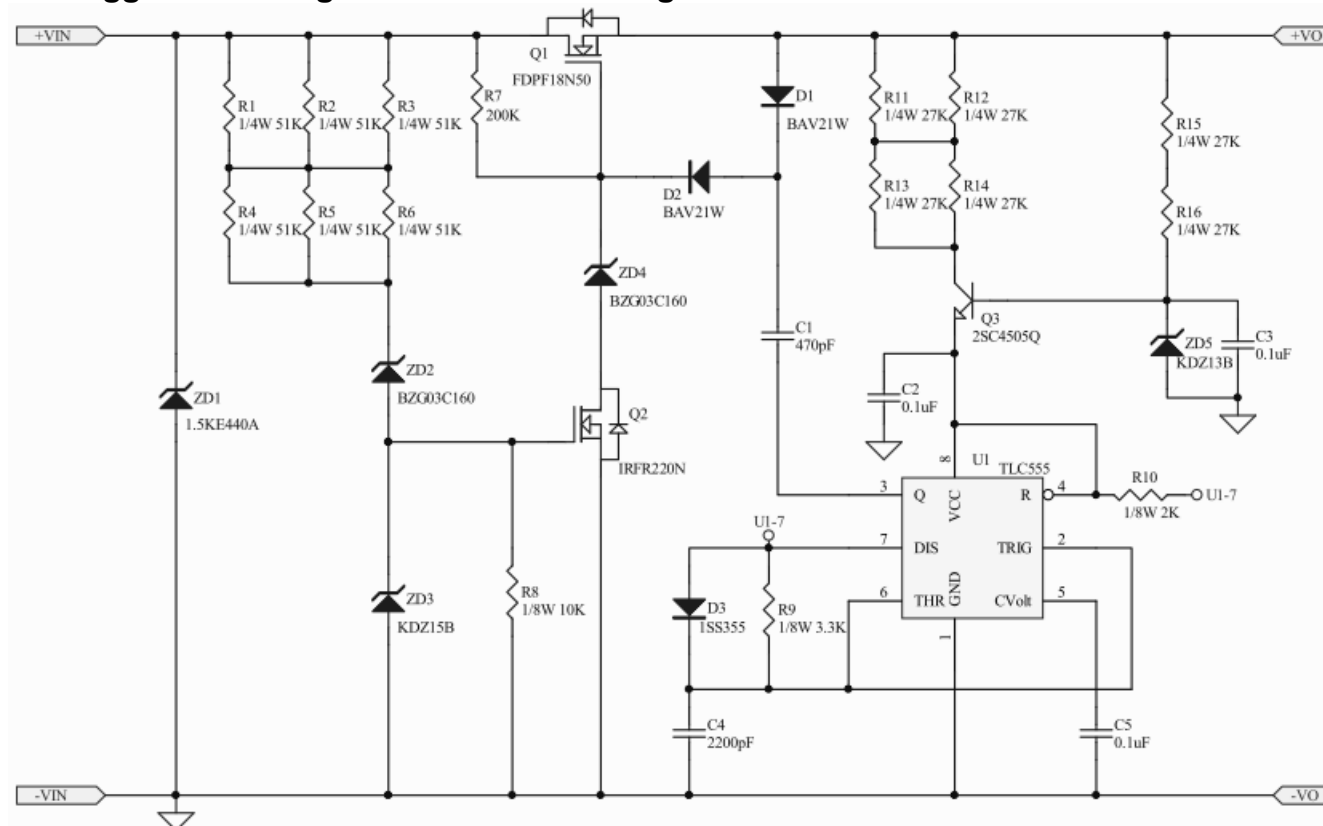 +VIN
+VO
Q1
FDPF18N50
R1
1/4W 51K
R2
1/4W 51K
R3
1/4W 51K
R7
200K
D1
BAV21W
R11
1/4W 27K
R12
1/4W 27K
R15
1/4W 27K
R4
1/4W 51K
R5
1/4W 51K
R6
1/4W 51K
D2
BAV21W
R13
1/4W 27K
R14
1/4W 27K
R16
1/4W 27K
ZD4
BZG03C160
C1
470pF
Q3
2SC4505Q
ZD5
KDZ13B
C3
0.1uF
ZD1
1.5KE440A
ZD2
BZG03C160
Q2
IRFR220N
C2
0.1uF
8
U1
TLC555
3
Q
VCC
R
4
R10
1/8W 2K
U1-7
U1-7
7
DIS
TRIG
2
6
THR
GND
CVolt
5
1
ZD3
KDZ15B
R8
1/8W 10K
D3
1SS355
R9
1/8W 3.3K
C4
2200pF
C5
0.1uF
-VIN
-VO